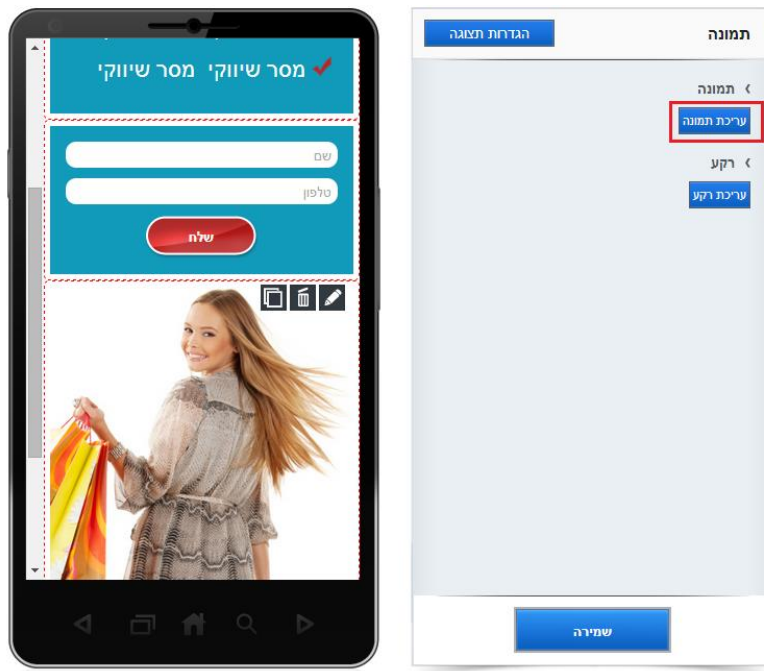 מסר שיווקי מסר שיווקי
שם
טלפון
שלח
תמונה
הגדרות תצוגה
תמונה
עריכת תמונה
רקע
עריכת רקע
שמירה